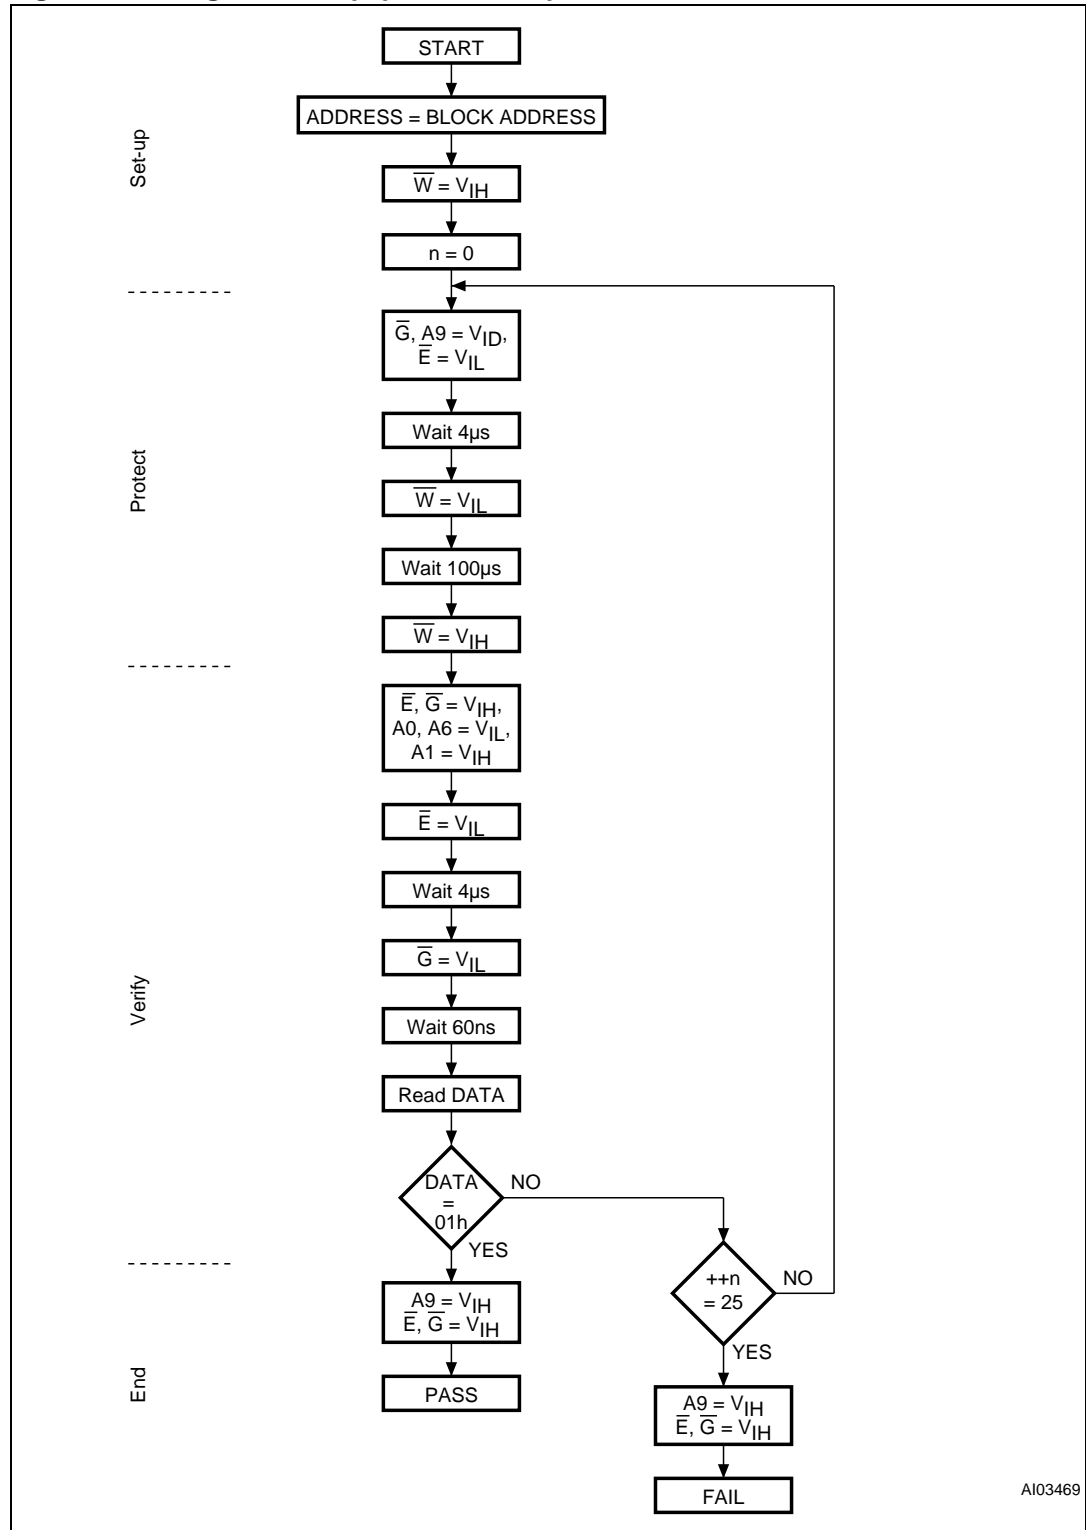 START
ADDRESS = BLOCK ADDRESS
Set-up
W̅ = VIH
n = 0
G̅, A9 = VID,
E̅ = VIL
Wait 4µs
Protect
W̅ = VIL
Wait 100µs
W̅ = VIH
E̅, G̅ = VIH,
A0, A6 = VIL,
A1 = VIH
E̅ = VIL
Wait 4µs
G̅ = VIL
Verify
Wait 60ns
Read DATA
DATA
=
01h
NO
YES
++n
= 25
NO
YES
A9 = VIH
E̅, G̅ = VIH
End
PASS
A9 = VIH
E̅, G̅ = VIH
FAIL
AI03469